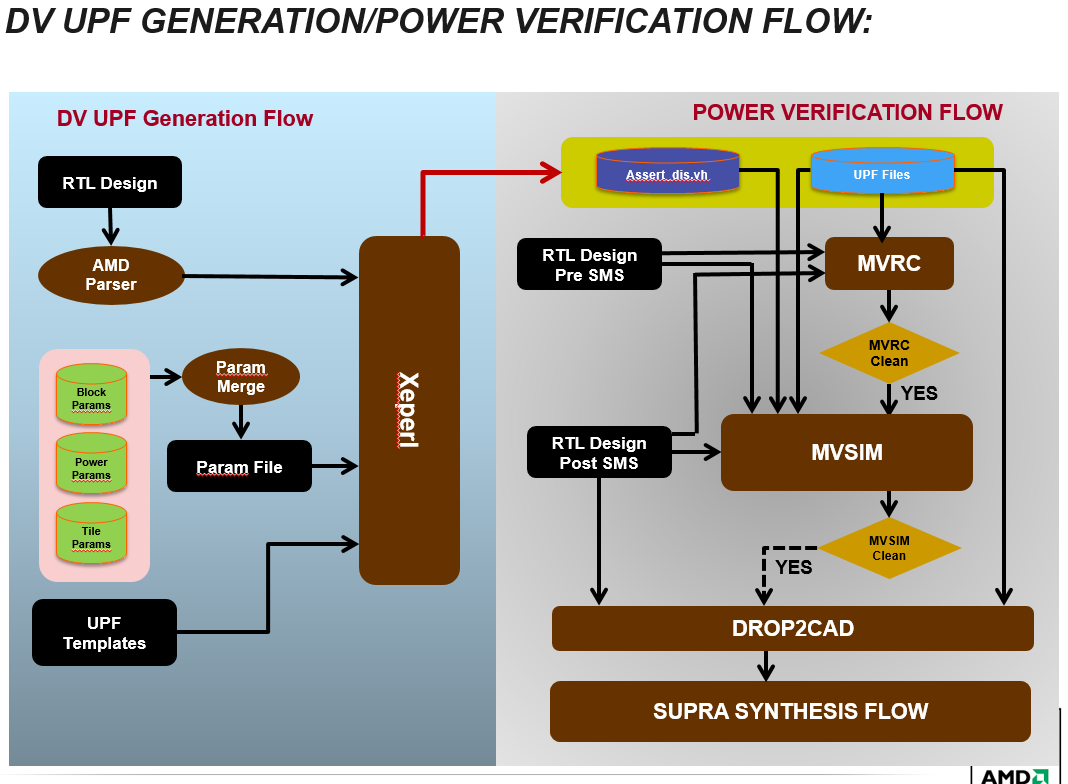 DV UPF GENERATION/POWER VERIFICATION FLOW:
DV UPF Generation Flow
RTL Design
AMD
Parser
Block
Params
Power
Params
Tile
Params
Param
Merge
Param File
UPF
Templates
Xeperl
POWER VERIFICATION FLOW
Assert_dis.vh
UPF Files
RTL Design
Pre SMS
MVRC
MVRC
Clean
YES
RTL Design
Post SMS
MVSIM
MVSIM
Clean
YES
DROP2CAD
SUPRA SYNTHESIS FLOW
AMD